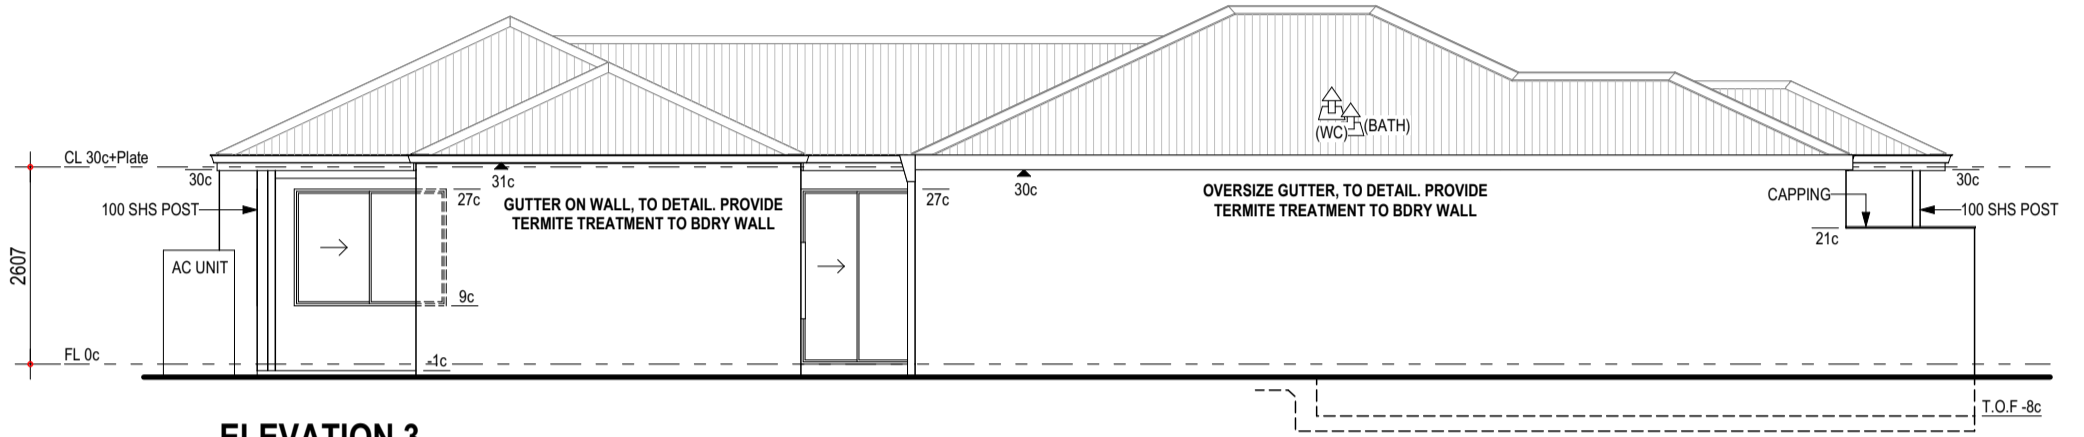 CL 30c+Plate
30c
100 SHS POST
AC UNIT
2607
FL 0c
31c
27c
GUTTER ON WALL, TO DETAIL. PROVIDE
TERMITE TREATMENT TO BDRY WALL
9c
-1c
27c
30c
(WC)
(BATH)
OVERSIZE GUTTER, TO DETAIL. PROVIDE
TERMITE TREATMENT TO BDRY WALL
CAPPING
30c
100 SHS POST
21c
T.O.F -8c
ELEVATION 3